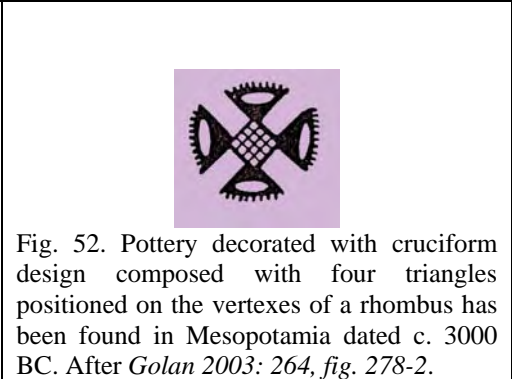 Fig. 52. Pottery decorated with cruciform
design composed with four triangles
positioned on the vertexes of a rhombus has
been found in Mesopotamia dated c. 3000
BC. After Golan 2003: 264, fig. 278-2.